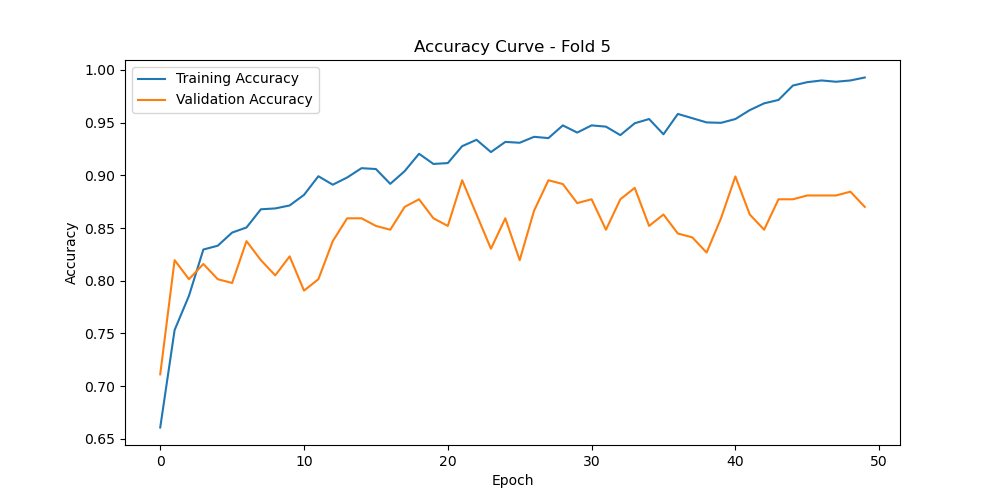 Accuracy Curve - Fold 5
Training Accuracy
Validation Accuracy
Accuracy
1.00
0.95
0.90
0.85
0.80
0.75
0.70
0.65
0 10 20 30 40 50
Epoch